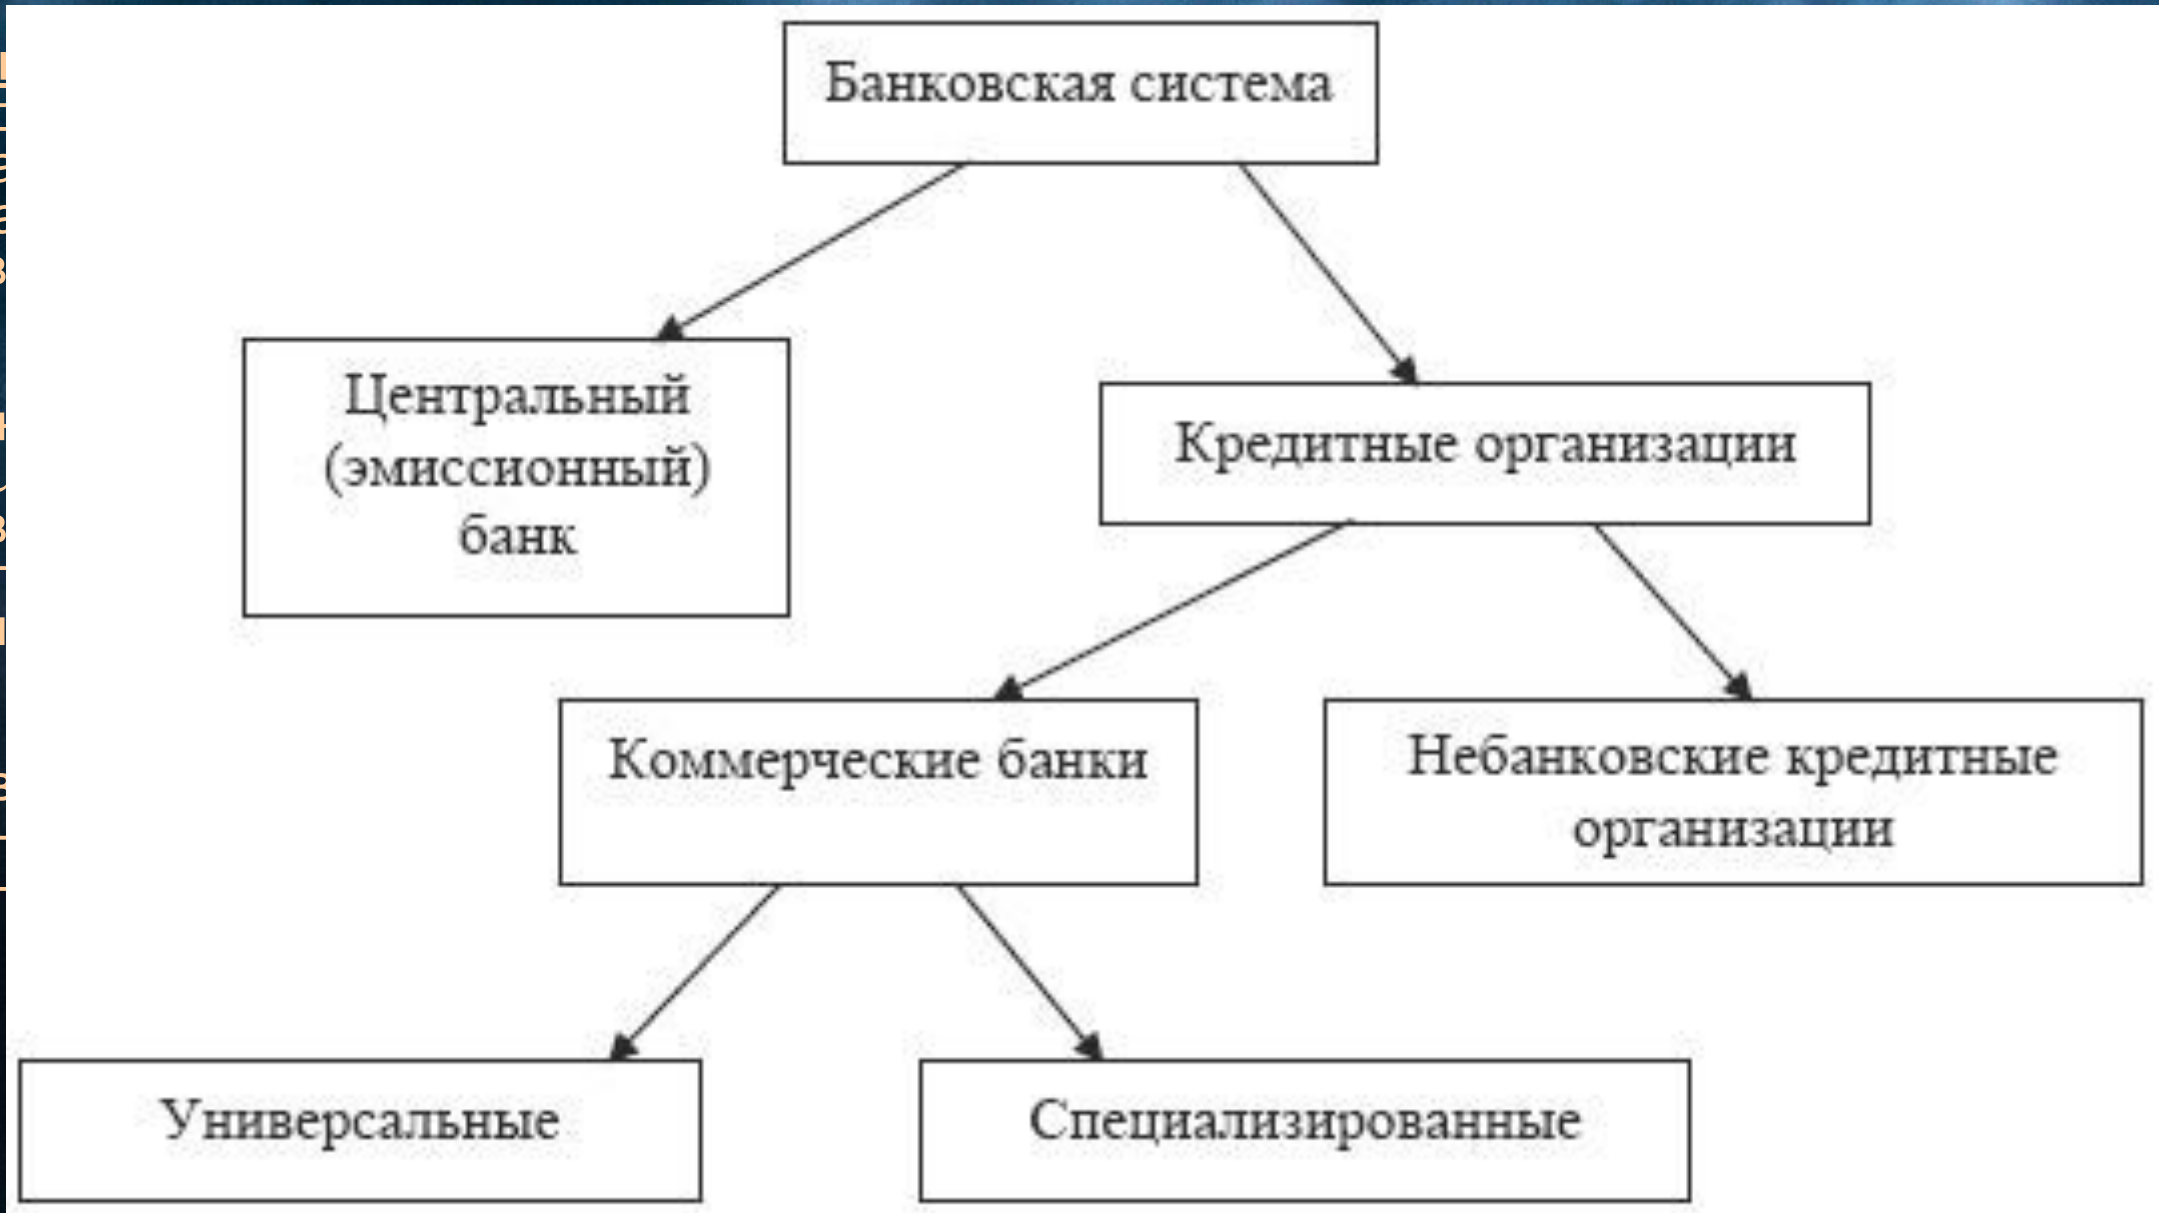 Банковская система
Центральный
(эмиссионный)
банк
Кредитные организации
Коммерческие банки
Небанковские кредитные
организации
Универсальные
Специализированные